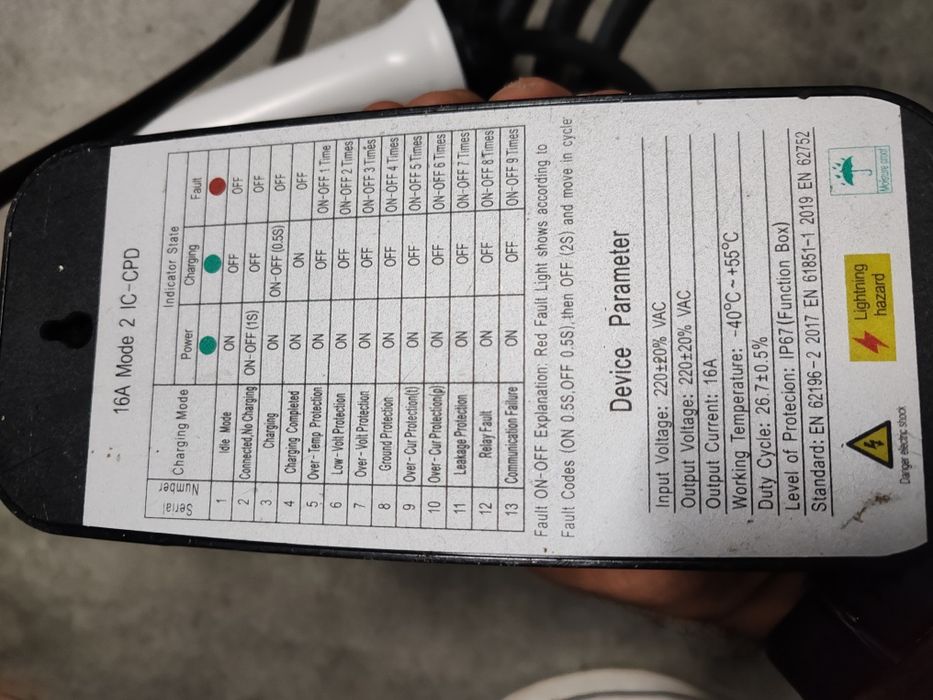 16A Mode 2 IC-CPD
Serial Number Charging Mode Indicator State
Power Charging Fault
1 Idle Mode ON OFF OFF
2 Connected,No Charging ON-OFF (1S) OFF OFF
3 Charging ON ON-OFF (0.5S) OFF
4 Charging Completed ON ON OFF
5 Over-Temp Protection ON OFF ON-OFF 1 Time
6 Low-Volt Protection ON OFF ON-OFF 2 Times
7 Over-Volt Protection ON OFF ON-OFF 3 Times
8 Ground Protection ON OFF ON-OFF 4 Times
9 Over-Cur Protection(t) ON OFF ON-OFF 5 Times
10 Over-Cur Protection(p) ON OFF ON-OFF 6 Times
11 Leakage Protection ON OFF ON-OFF 7 Times
12 Relay Fault ON OFF ON-OFF 8 Times
13 Communication Failure ON OFF ON-OFF 9 Times
Fault ON-OFF Explanation: Red Fault Light shows according to
Fault Codes (ON 0.5S,OFF 0.5S),then OFF (2S) and move in cycle
Device Parameter
Input Voltage: 220±20% VAC
Output Voltage: 220±20% VAC
Output Current: 16A
Working Temperature: -40°C~+55°C
Duty Cycle: 26.7±0.5%
Level of Protecion: IP67(Function Box)
Standard: EN 62196-2 2017 EN 61851-1 2019 EN 62752
Danger electric shock
Lightning
hazard
Moisture proof